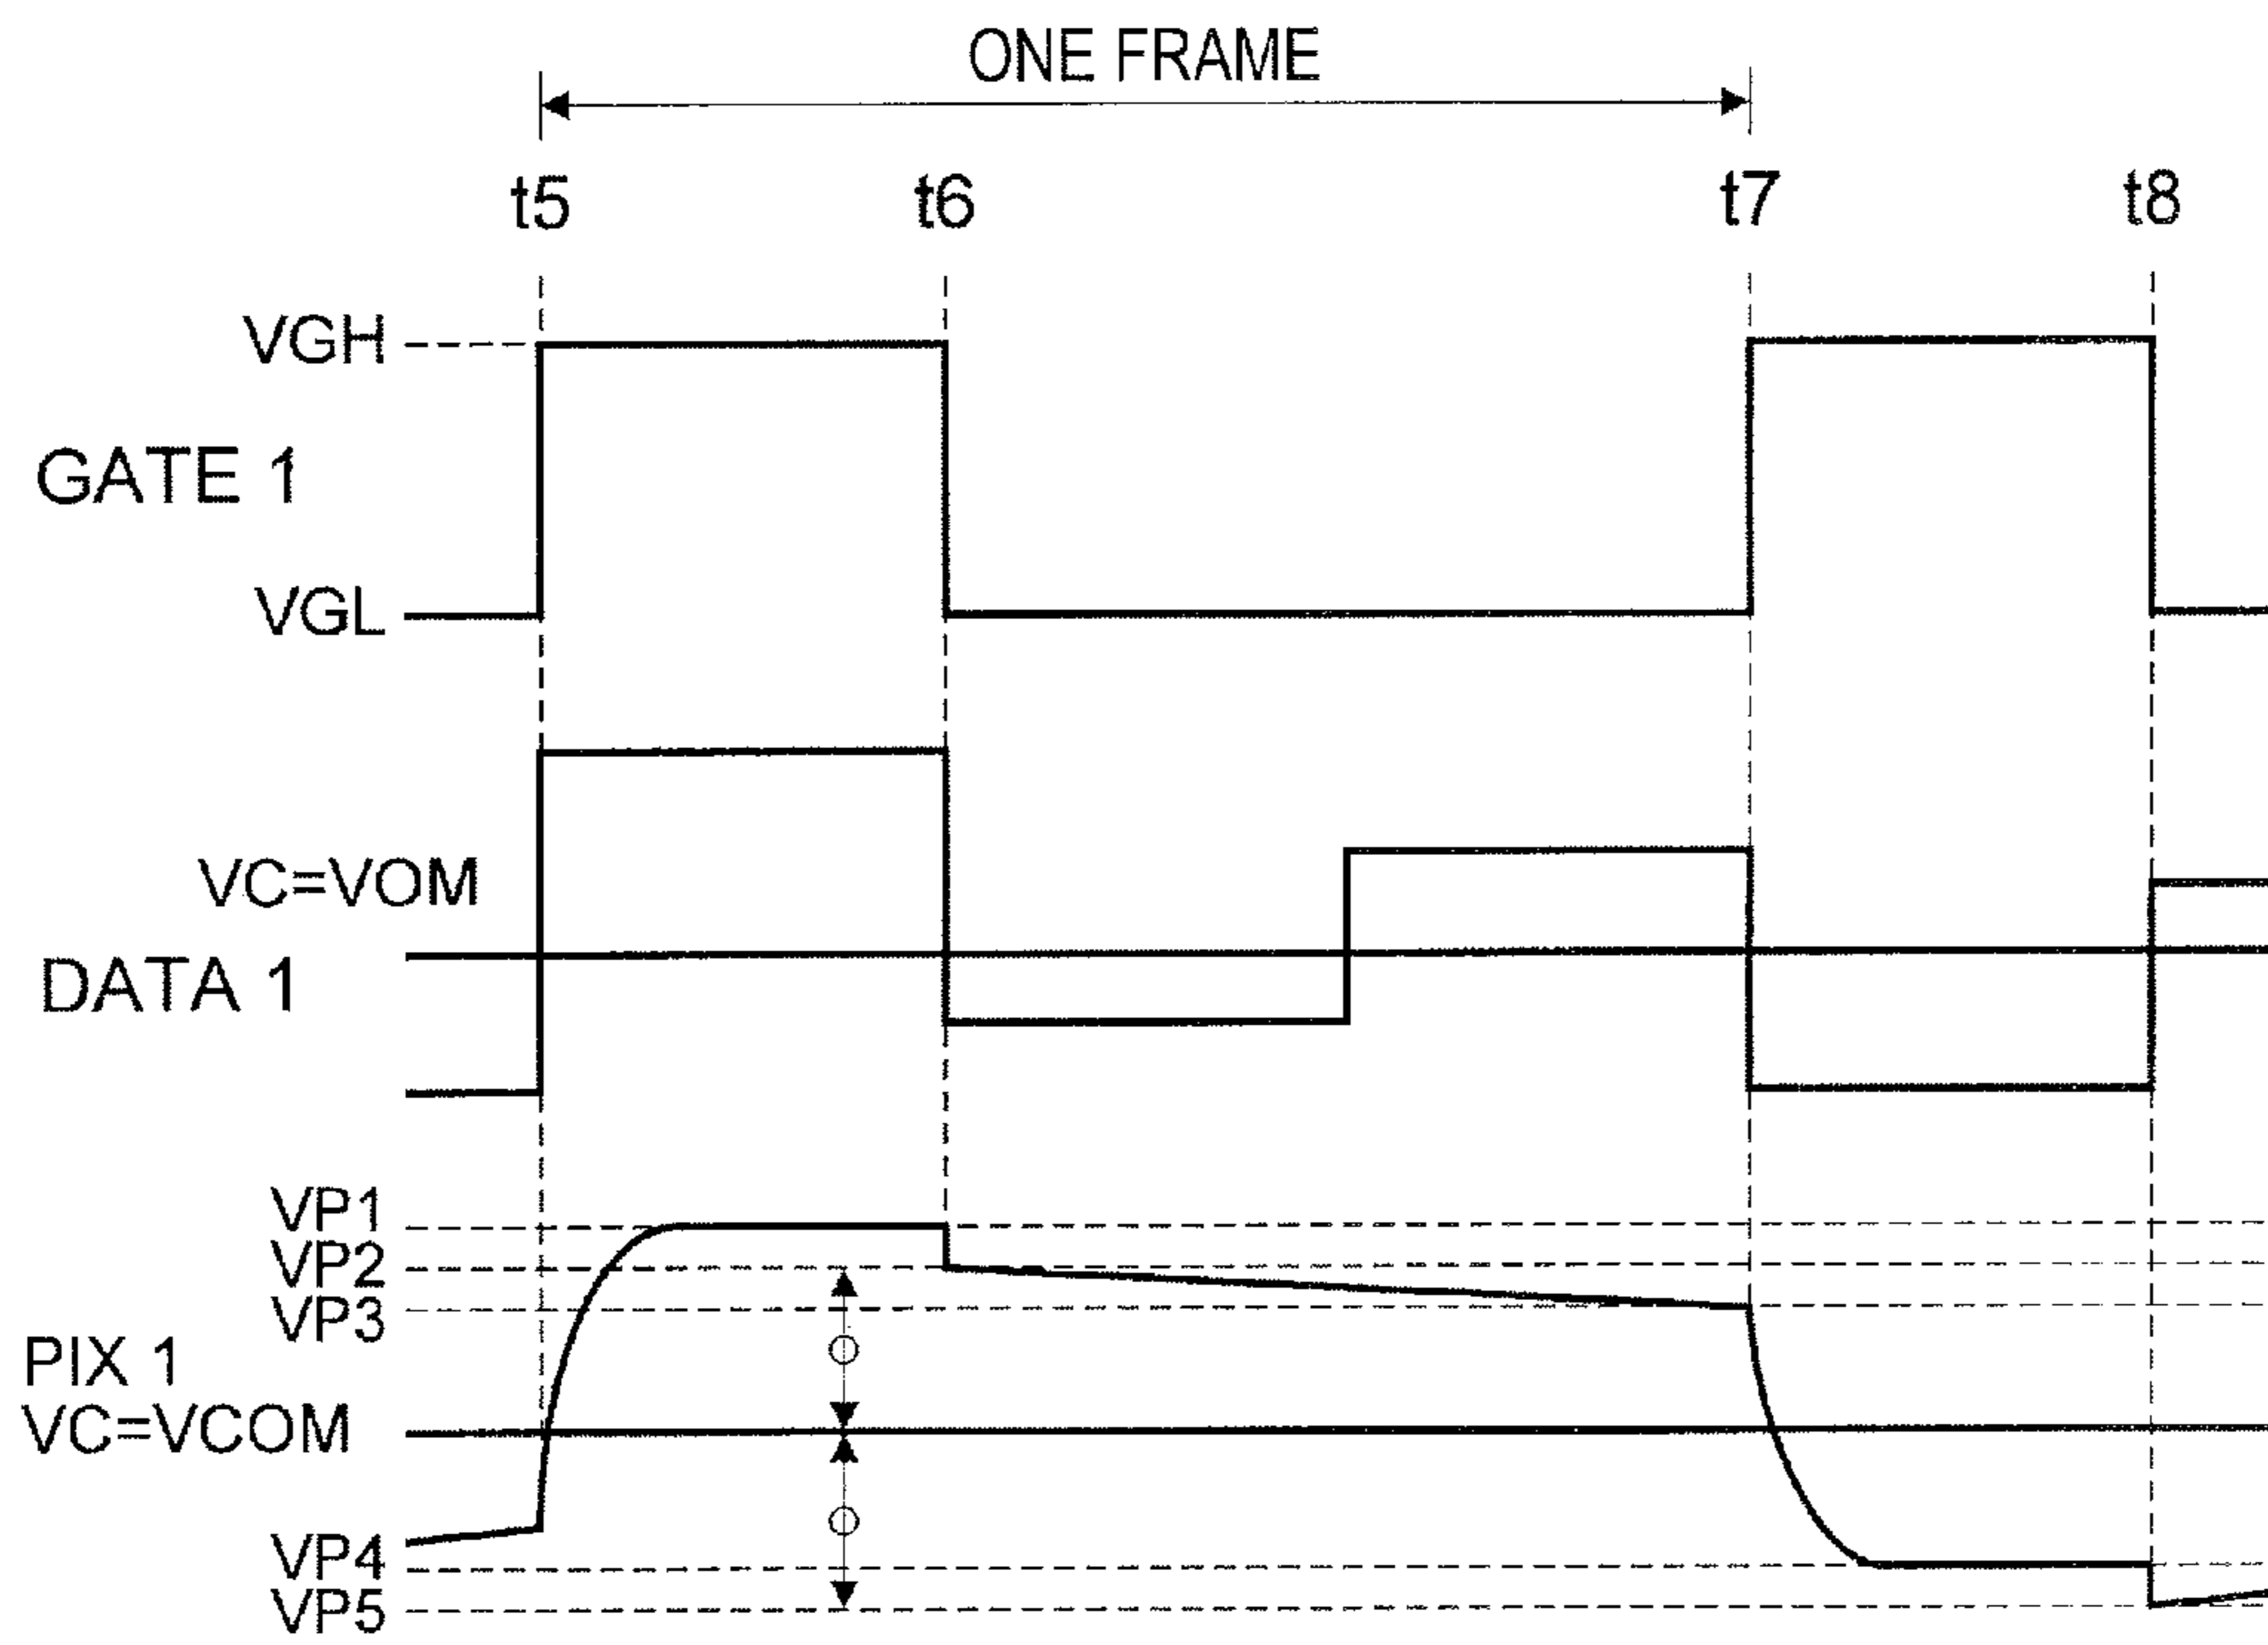 ONE FRAME
t5 t6 t7 t8
VGH
GATE 1
VGL
VC=VOM
DATA 1
VP1
VP2
VP3
PIX 1
VC=VCOM
VP4
VP5